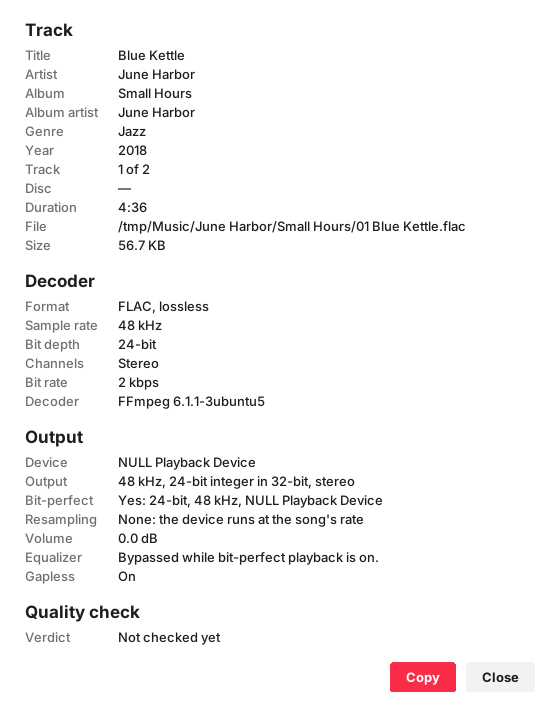 Track
Title Blue Kettle
Artist June Harbor
Album Small Hours
Album artist June Harbor
Genre Jazz
Year 2018
Track 1 of 2
Disc —
Duration 4:36
File /tmp/Music/June Harbor/Small Hours/01 Blue Kettle.flac
Size 56.7 KB
Decoder
Format FLAC, lossless
Sample rate 48 kHz
Bit depth 24-bit
Channels Stereo
Bit rate 2 kbps
Decoder FFmpeg 6.1.1-3ubuntu5
Output
Device NULL Playback Device
Output 48 kHz, 24-bit integer in 32-bit, stereo
Bit-perfect Yes: 24-bit, 48 kHz, NULL Playback Device
Resampling None: the device runs at the song's rate
Volume 0.0 dB
Equalizer Bypassed while bit-perfect playback is on.
Gapless On
Quality check
Verdict Not checked yet
Copy Close